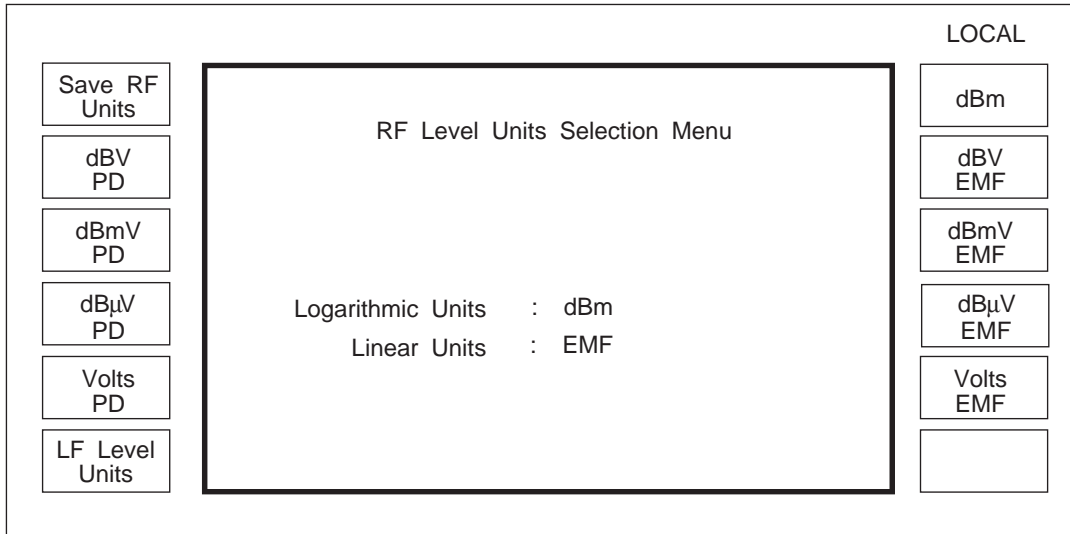 LOCAL
Save RF
Units
dBV
PD
dBmV
PD
dBµV
PD
Volts
PD
LF Level
Units
RF Level Units Selection Menu
Logarithmic Units : dBm
Linear Units : EMF
dBm
dBV
EMF
dBmV
EMF
dBµV
EMF
Volts
EMF